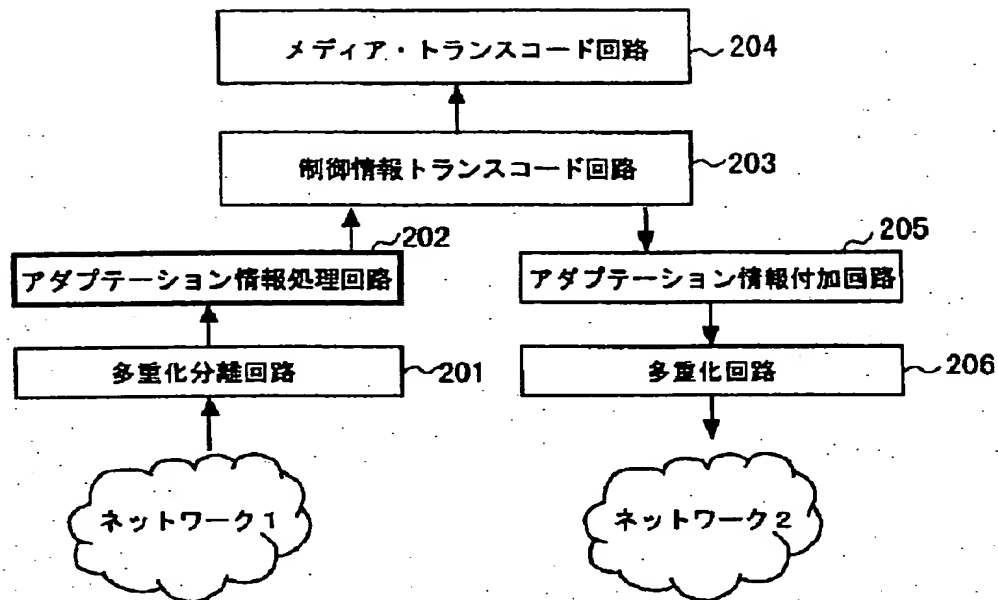 メディア・トランスコード回路
204
制御情報トランスコード回路
203
202
アダプテーション情報処理回路
205
アダプテーション情報付加回路
多重化分離回路
201
多重化回路
206
ネットワーク1
ネットワーク2